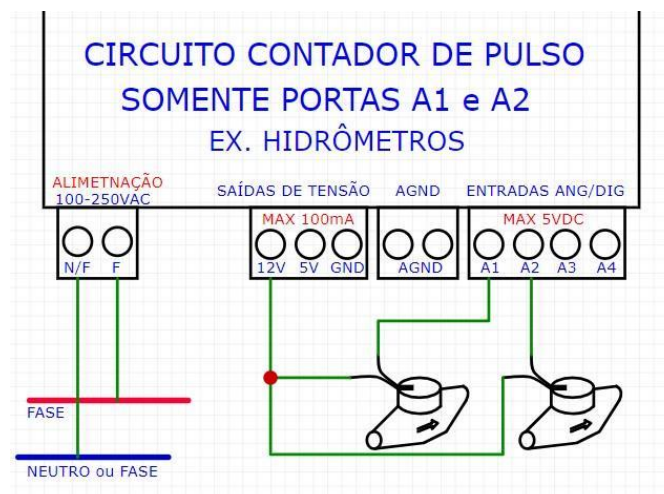 CIRCUITO CONTADOR DE PULSO
SOMENTE PORTAS A1 e A2
EX. HIDRÔMETROS
ALIMETNAÇÃO
100-250VAC
SAÍDAS DE TENSÃO
AGND
ENTRADAS ANG/DIG
MAX 100mA
MAX 5VDC
N/F F
12V 5V GND
AGND
A1 A2 A3 A4
FASE
NEUTRO ou FASE